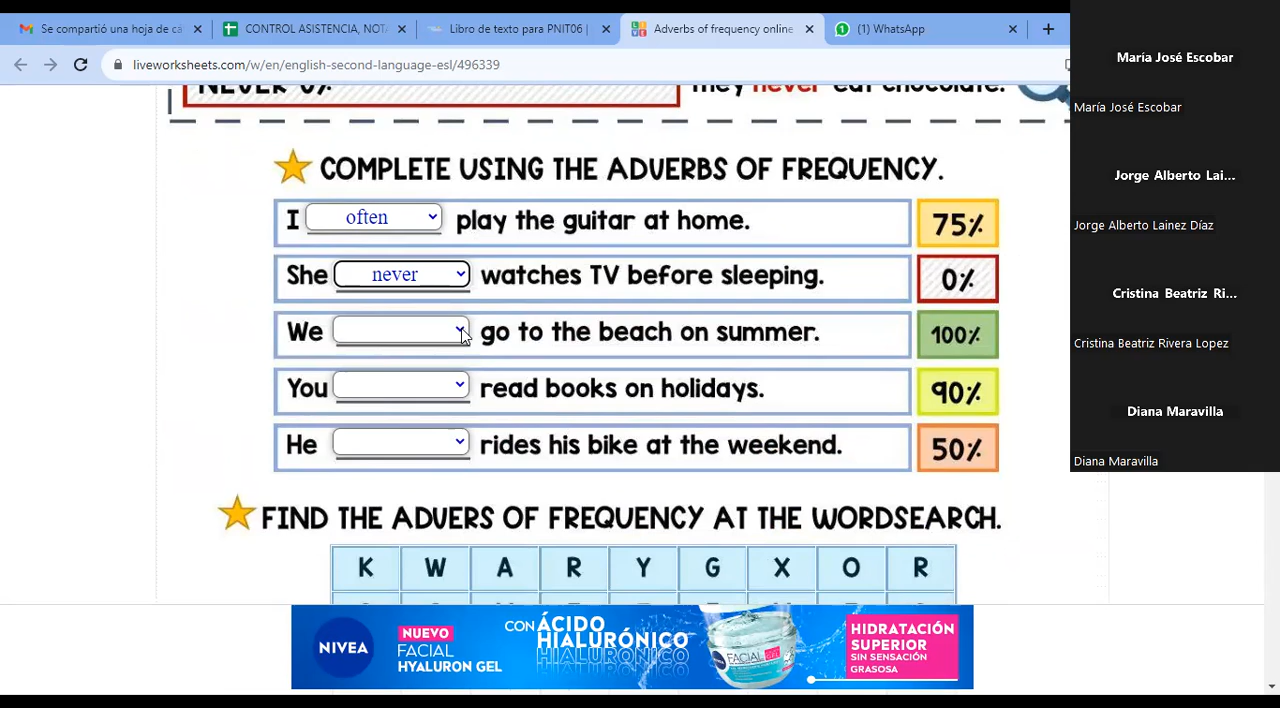 Se compartió una hoja de cá
CONTROL ASISTENCIA, NOTA
Libro de texto para PNIT06 |
Adverbs of frequency online
(1) WhatsApp
liveworksheets.com/w/en/english-second-language-esl/496339
NEVER 0%
They never eat chocolate.
COMPLETE USING THE ADVERBS OF FREQUENCY.
I often play the guitar at home. 75%
She never watches TV before sleeping. 0%
We go to the beach on summer. 100%
You read books on holidays. 90%
He rides his bike at the weekend. 50%
FIND THE ADVERS OF FREQUENCY AT THE WORDSEARCH.
K W A R Y G X O R
NIVEA
NUEVO
FACIAL
HYALURON GEL
CON ÁCIDO
HIALURÓNICO
HIDRATACIÓN
SUPERIOR
SIN SENSACIÓN
GRASOSA
María José Escobar
María José Escobar
Jorge Alberto Lai...
Jorge Alberto Lainez Díaz
Cristina Beatriz Ri...
Cristina Beatriz Rivera Lopez
Diana Maravilla
Diana Maravilla